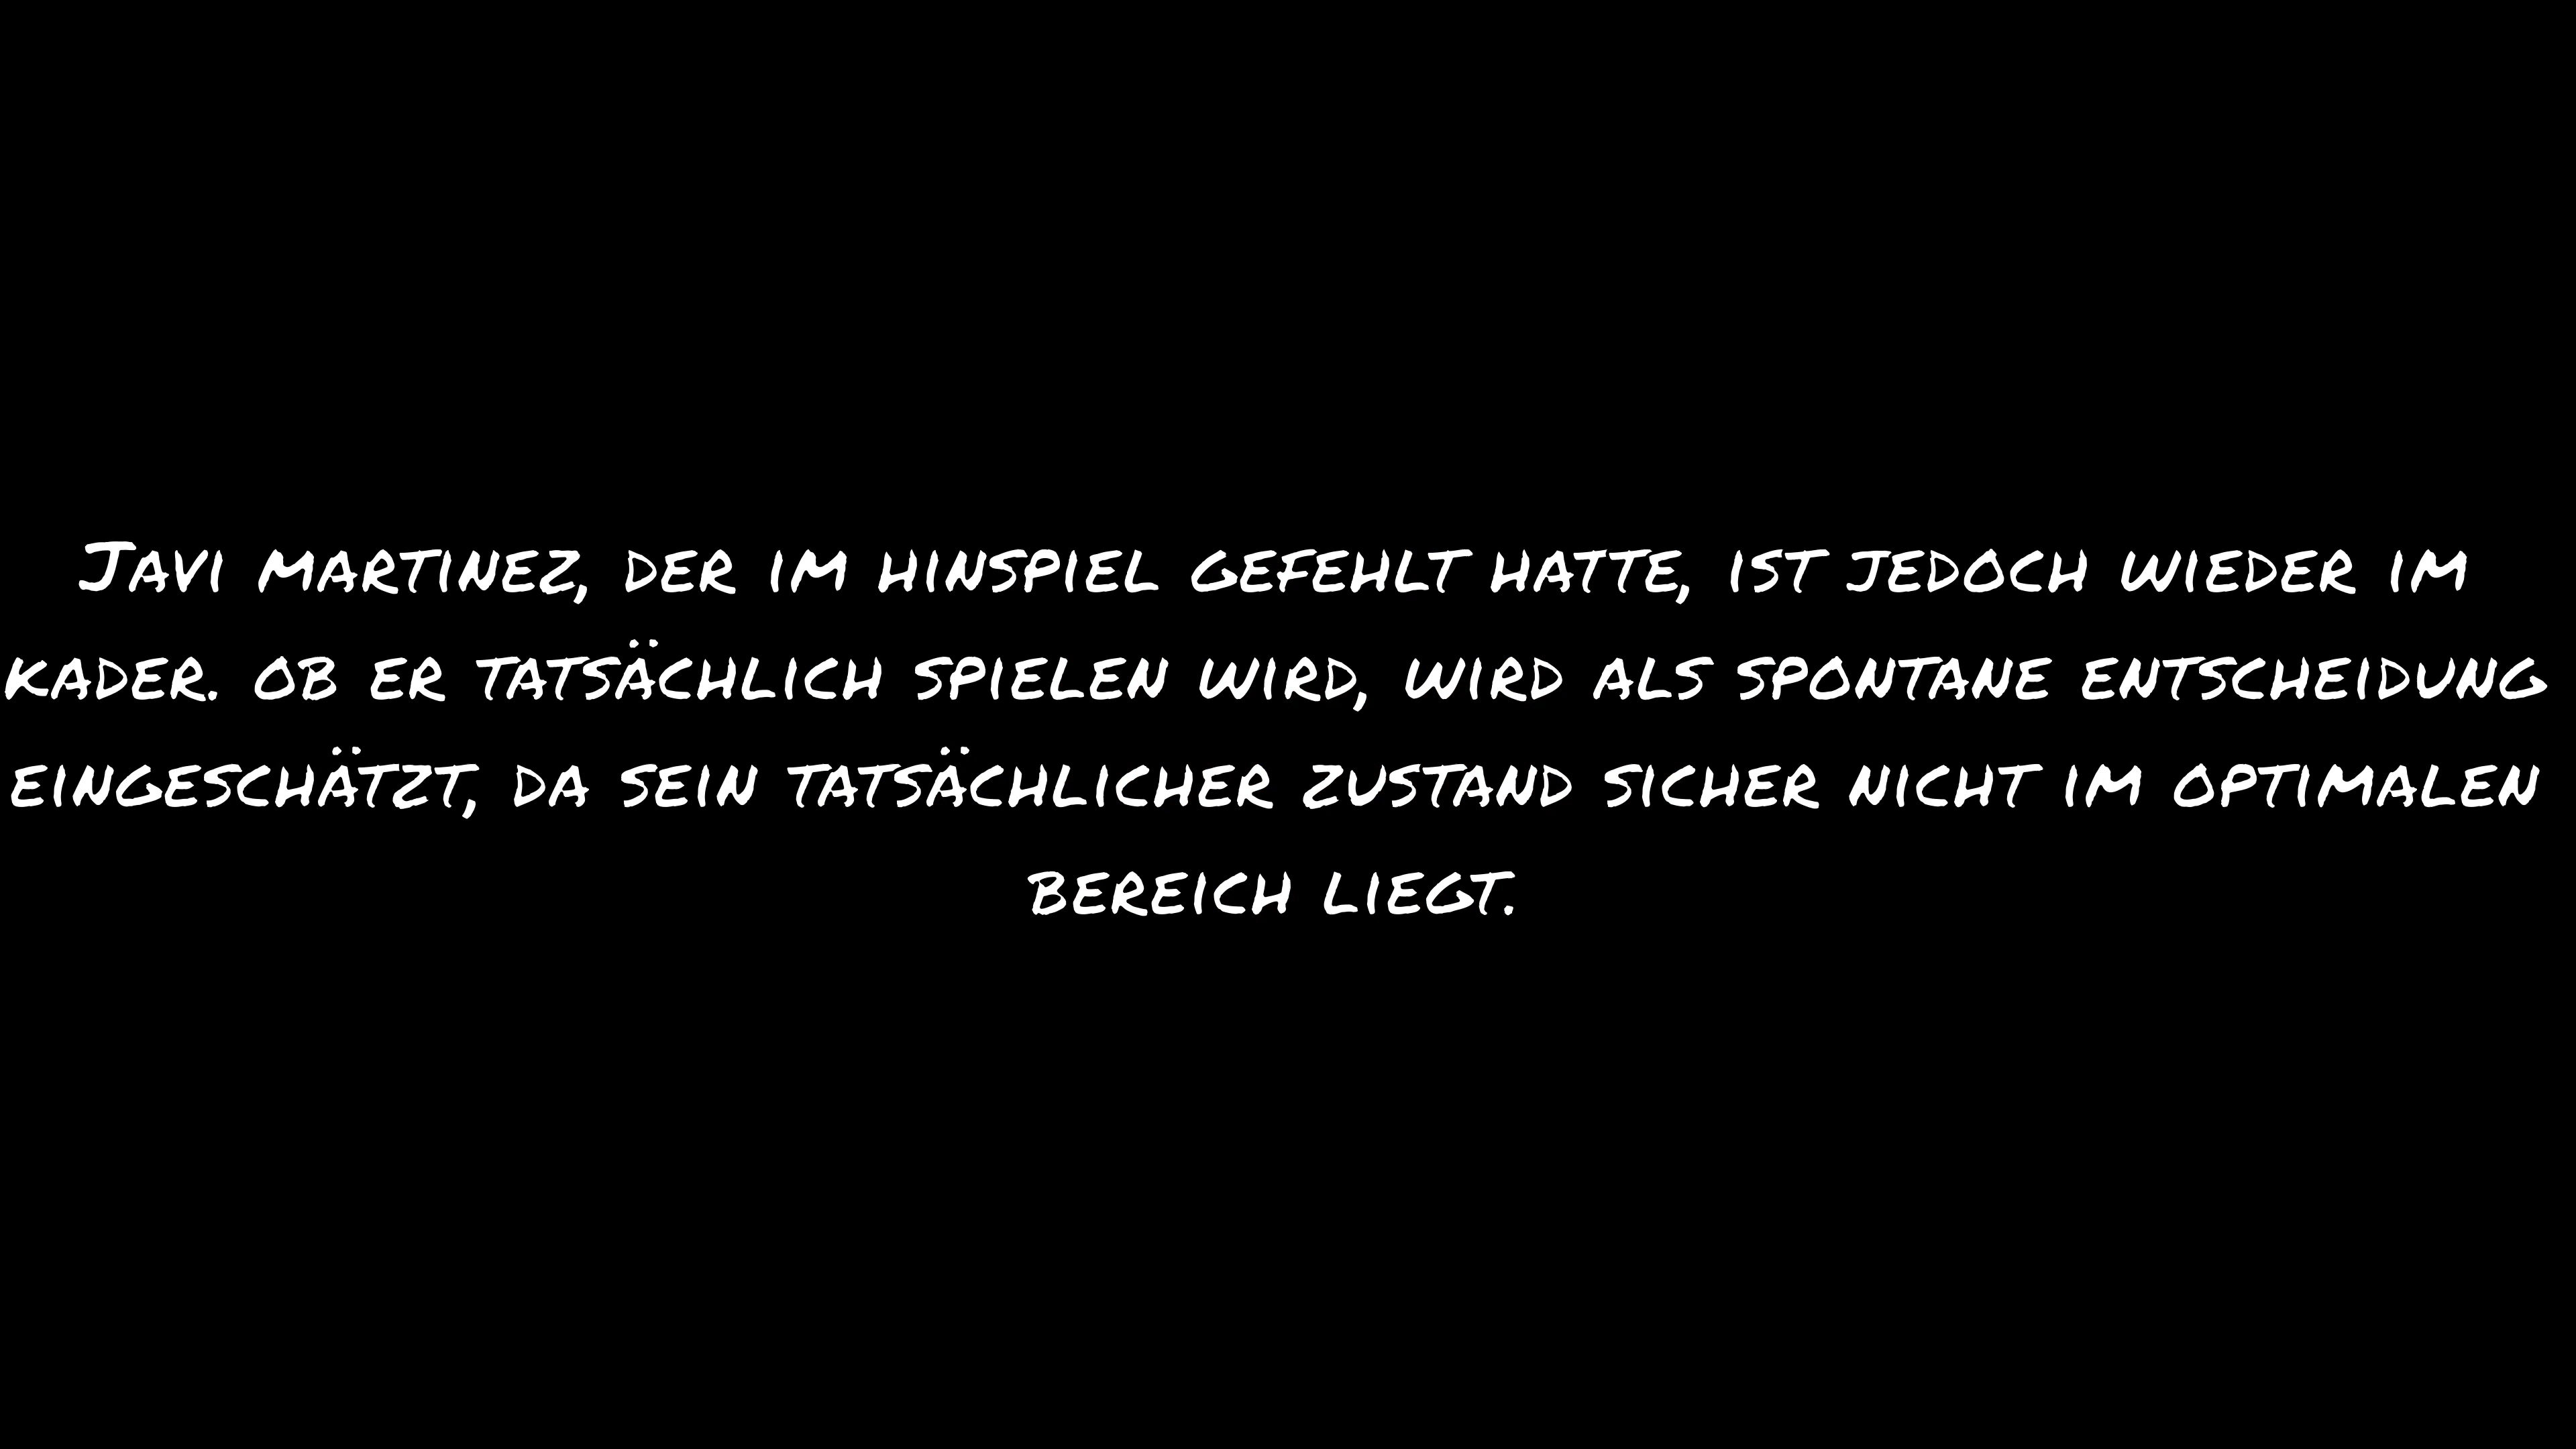 Javi martinez, der im hinspiel gefehlt hatte, ist jedoch wieder im
kader. ob er tatsächlich spielen wird, wird als spontane entscheidung
eingeschätzt, da sein tatsächlicher zustand sicher nicht im optimalen
bereich liegt.